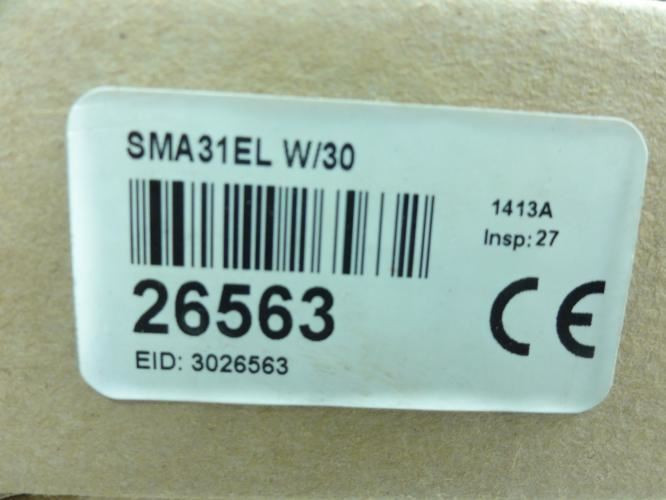 SMA31EL W/30
1413A
Insp: 27
26563
CE
EID: 3026563